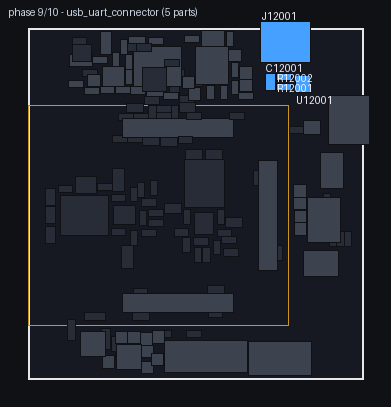 phase 9/10 - usb_uart_connector (5 parts)
J12001
C12001
R12002
R12001
U12001